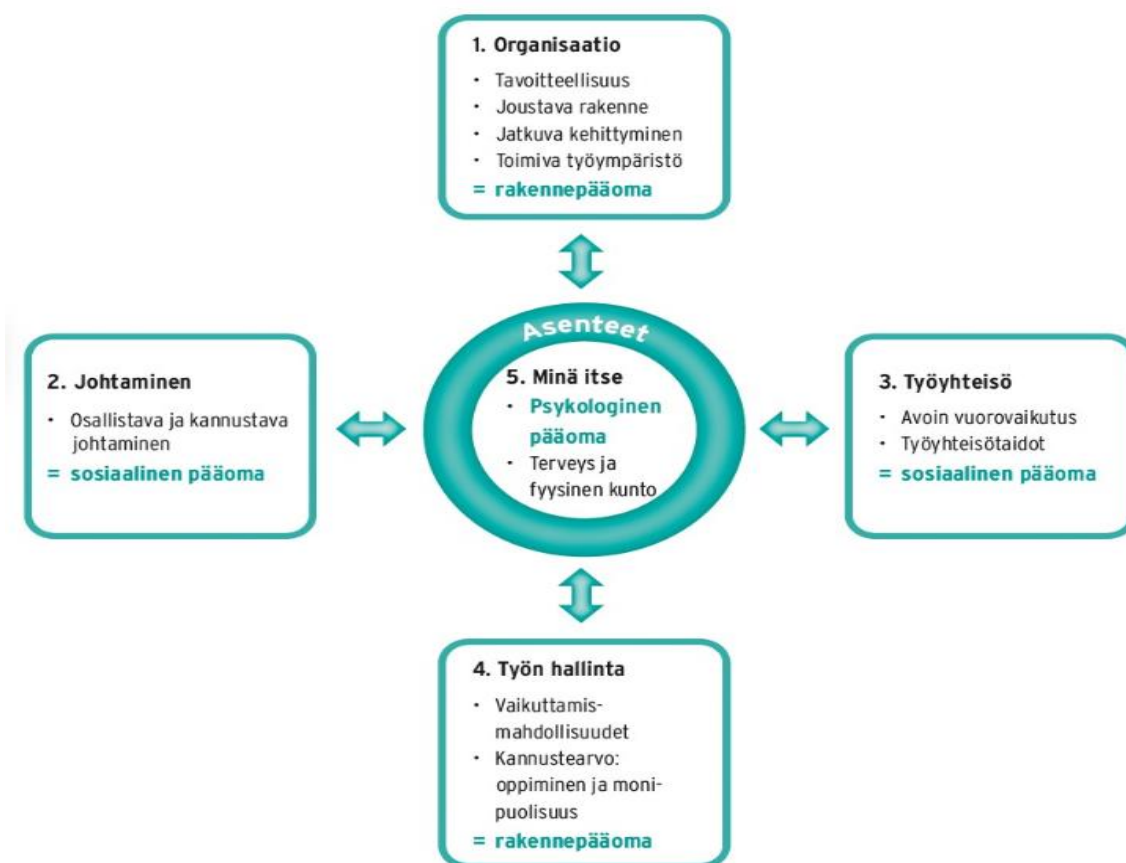 1. Organisaatio
· Tavoitteellisuus
· Joustava rakenne
· Jatkuva kehittyminen
· Toimiva työympäristö
= rakennepääoma
2. Johtaminen
· Osallistava ja kannustava
johtaminen
= sosiaalinen pääoma
Asenteet
5. Minä itse
· Psykologinen
pääoma
· Terveys ja
fyysinen kunto
3. Työyhteisö
· Avoin vuorovaikutus
· Työyhteisötaidot
= sosiaalinen pääoma
4. Työn hallinta
· Vaikuttamis-
mahdollisuudet
· Kannustearvo:
oppiminen ja moni-
puolisuus
= rakennepääoma